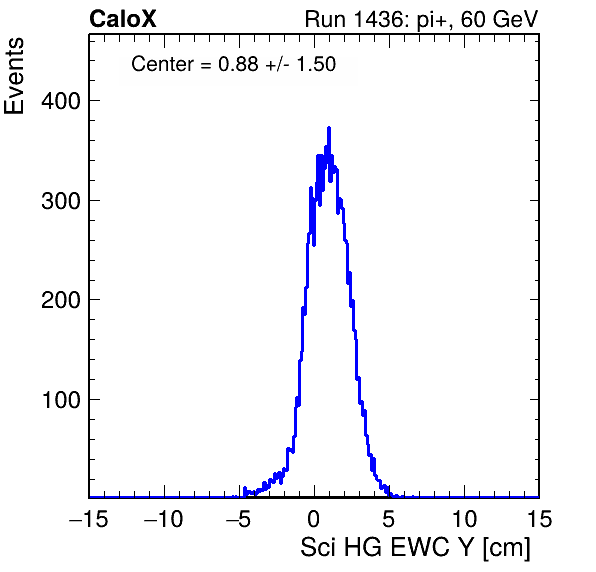 CaloX Run 1436: pi+, 60 GeV
Center = 0.88 +/- 1.50
Events
400
300
200
100
−15 −10 −5 0 5 10 15
Sci HG EWC Y [cm]